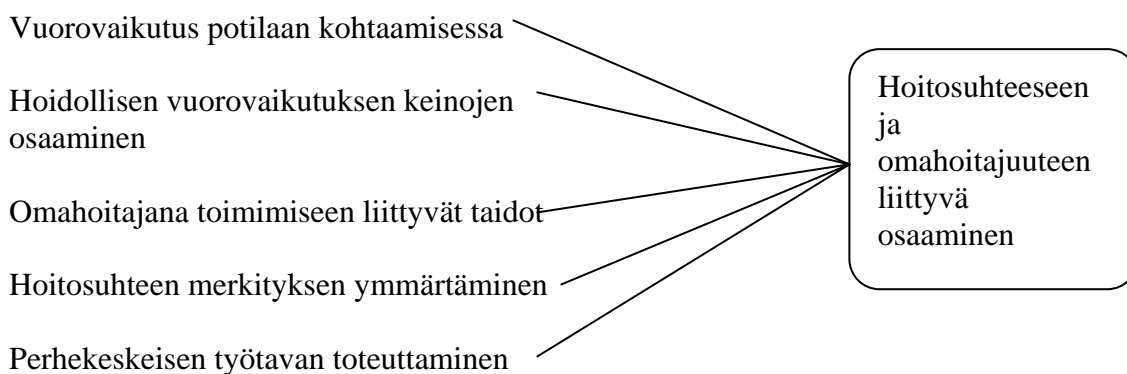 Vuorovaikutus potilaan kohtaamisessa
Hoidollisen vuorovaikutuksen keinojen
osaaminen
Omahoitajana toimimiseen liittyvät taidot
Hoitosuhteen merkityksen ymmärtäminen
Perhekeskeisen työtavan toteuttaminen
Hoitosuhteeseen
ja
omahoitajuuteen
liittyvä
osaaminen